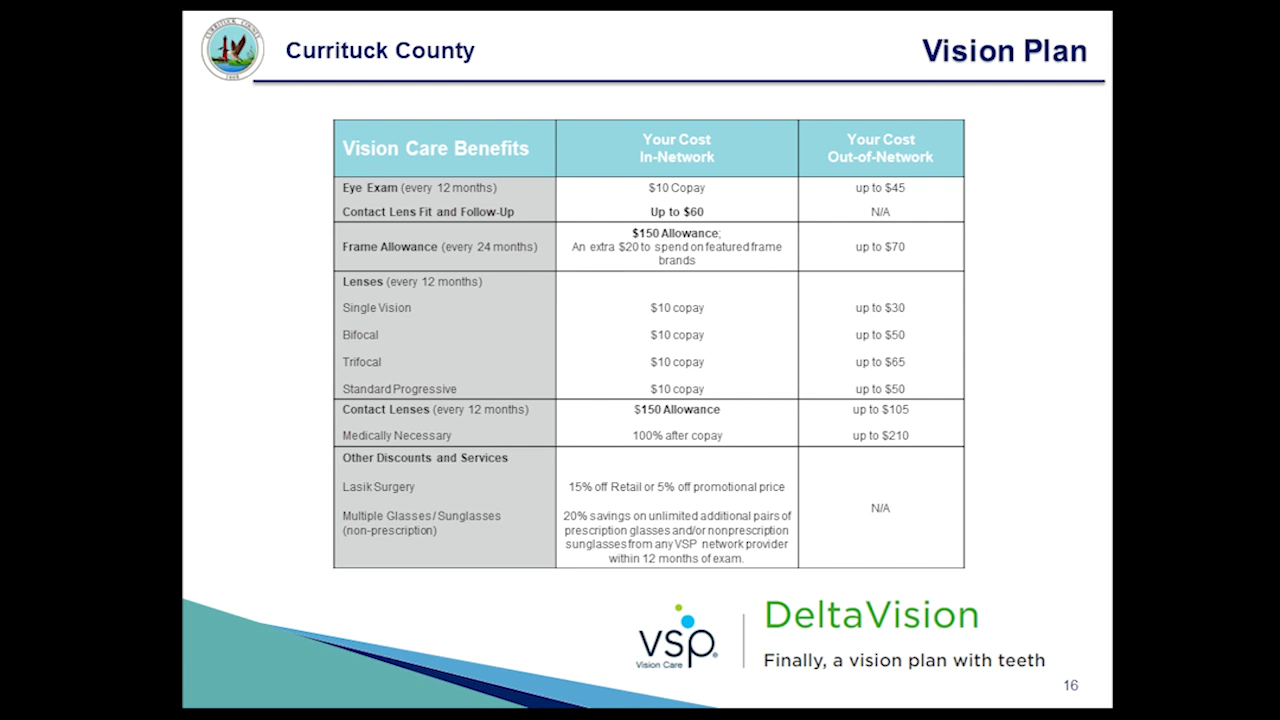 CURRITUCK COUNTY
Currituck County
Vision Plan
Vision Care Benefits
Your Cost
In-Network
Your Cost
Out-of-Network
Eye Exam (every 12 months)
$10 Copay
up to $45
Contact Lens Fit and Follow-Up
Up to $60
N/A
Frame Allowance (every 24 months)
$150 Allowance;
An extra $20 to spend on featured frame
brands
up to $70
Lenses (every 12 months)
Single Vision
$10 copay
up to $30
Bifocal
$10 copay
up to $50
Trifocal
$10 copay
up to $65
Standard Progressive
$10 copay
up to $50
Contact Lenses (every 12 months)
$150 Allowance
up to $105
Medically Necessary
100% after copay
up to $210
Other Discounts and Services
Lasik Surgery
15% off Retail or 5% off promotional price
N/A
Multiple Glasses/Sunglasses
(non-prescription)
20% savings on unlimited additional pairs of
prescription glasses and/or nonprescription
sunglasses from any VSP network provider
within 12 months of exam.
vsp®
Vision Care
DeltaVision
Finally, a vision plan with teeth
16